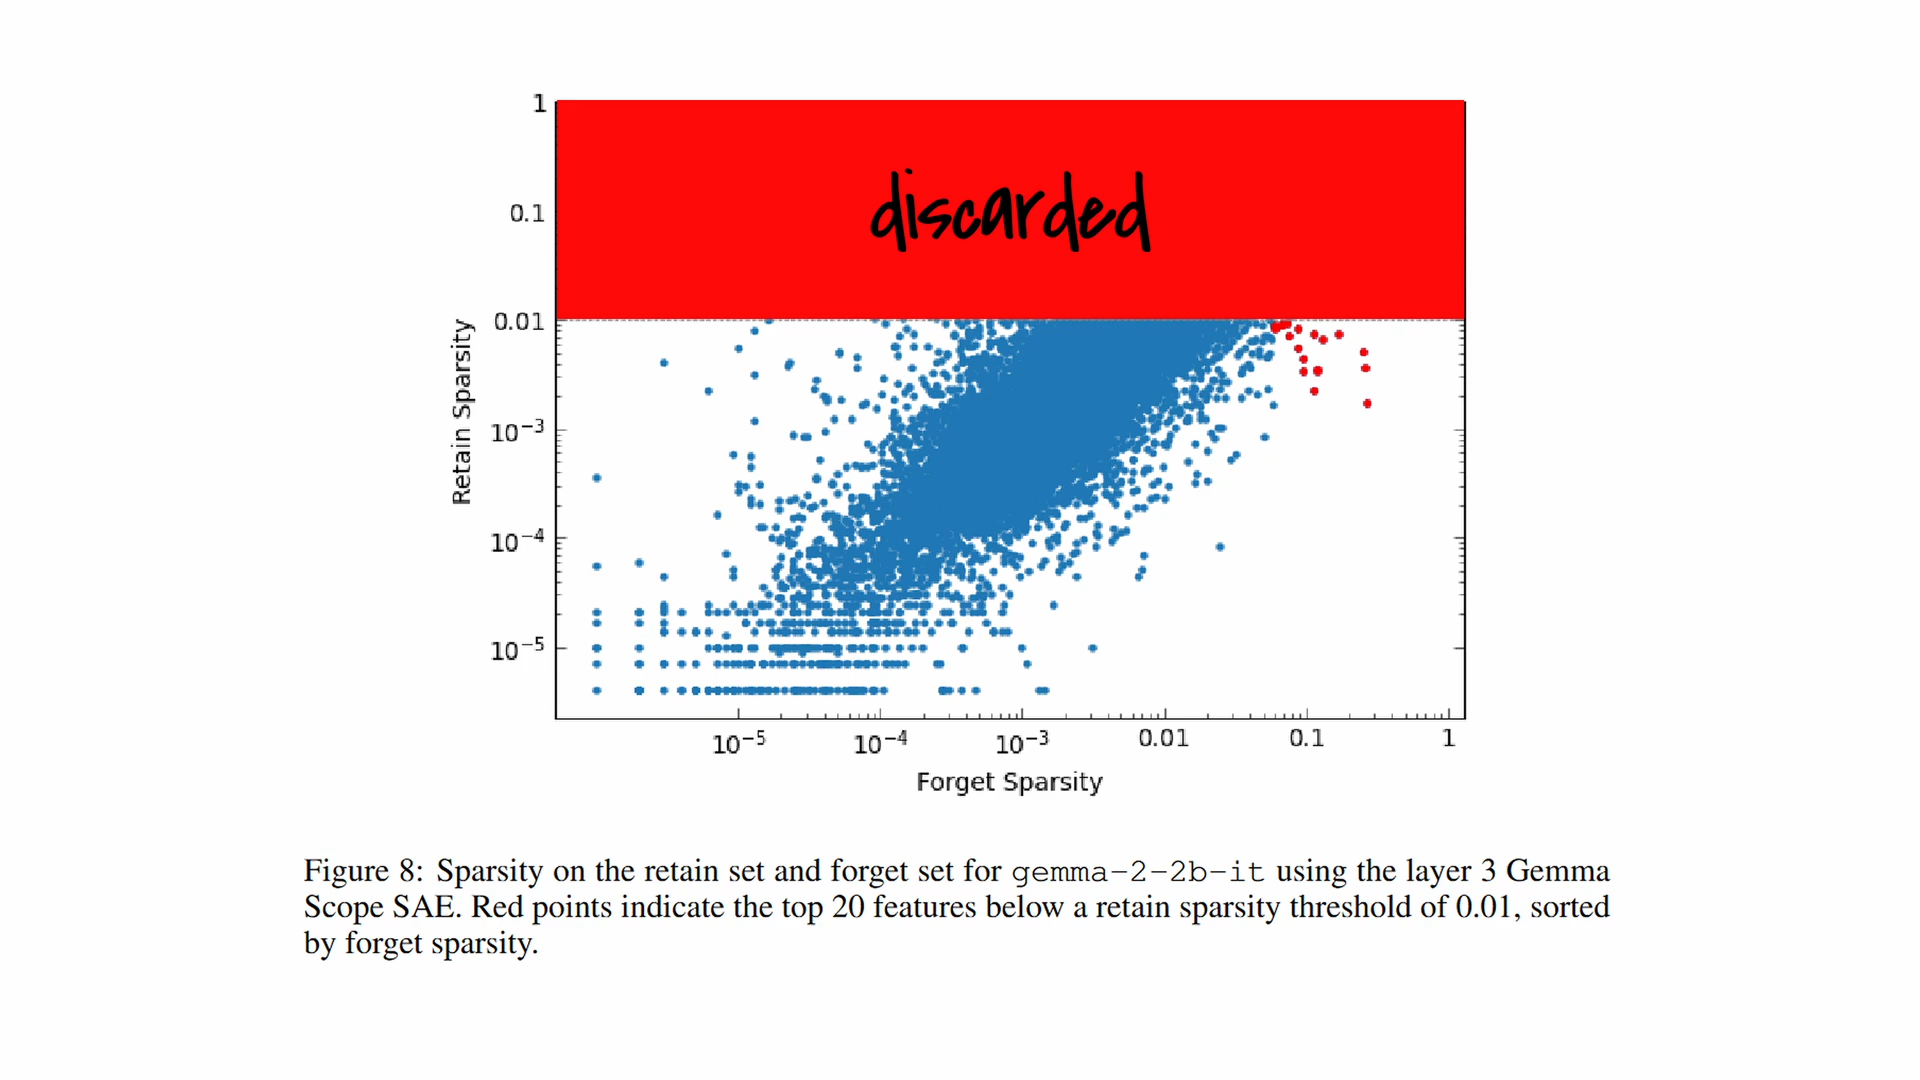 1
discarded
0.1
0.01
Retain Sparsity
10⁻³
10⁻⁴
10⁻⁵
10⁻⁵ 10⁻⁴ 10⁻³ 0.01 0.1 1
Forget Sparsity
Figure 8: Sparsity on the retain set and forget set for gemma-2-2b-it using the layer 3 Gemma
Scope SAE. Red points indicate the top 20 features below a retain sparsity threshold of 0.01, sorted
by forget sparsity.